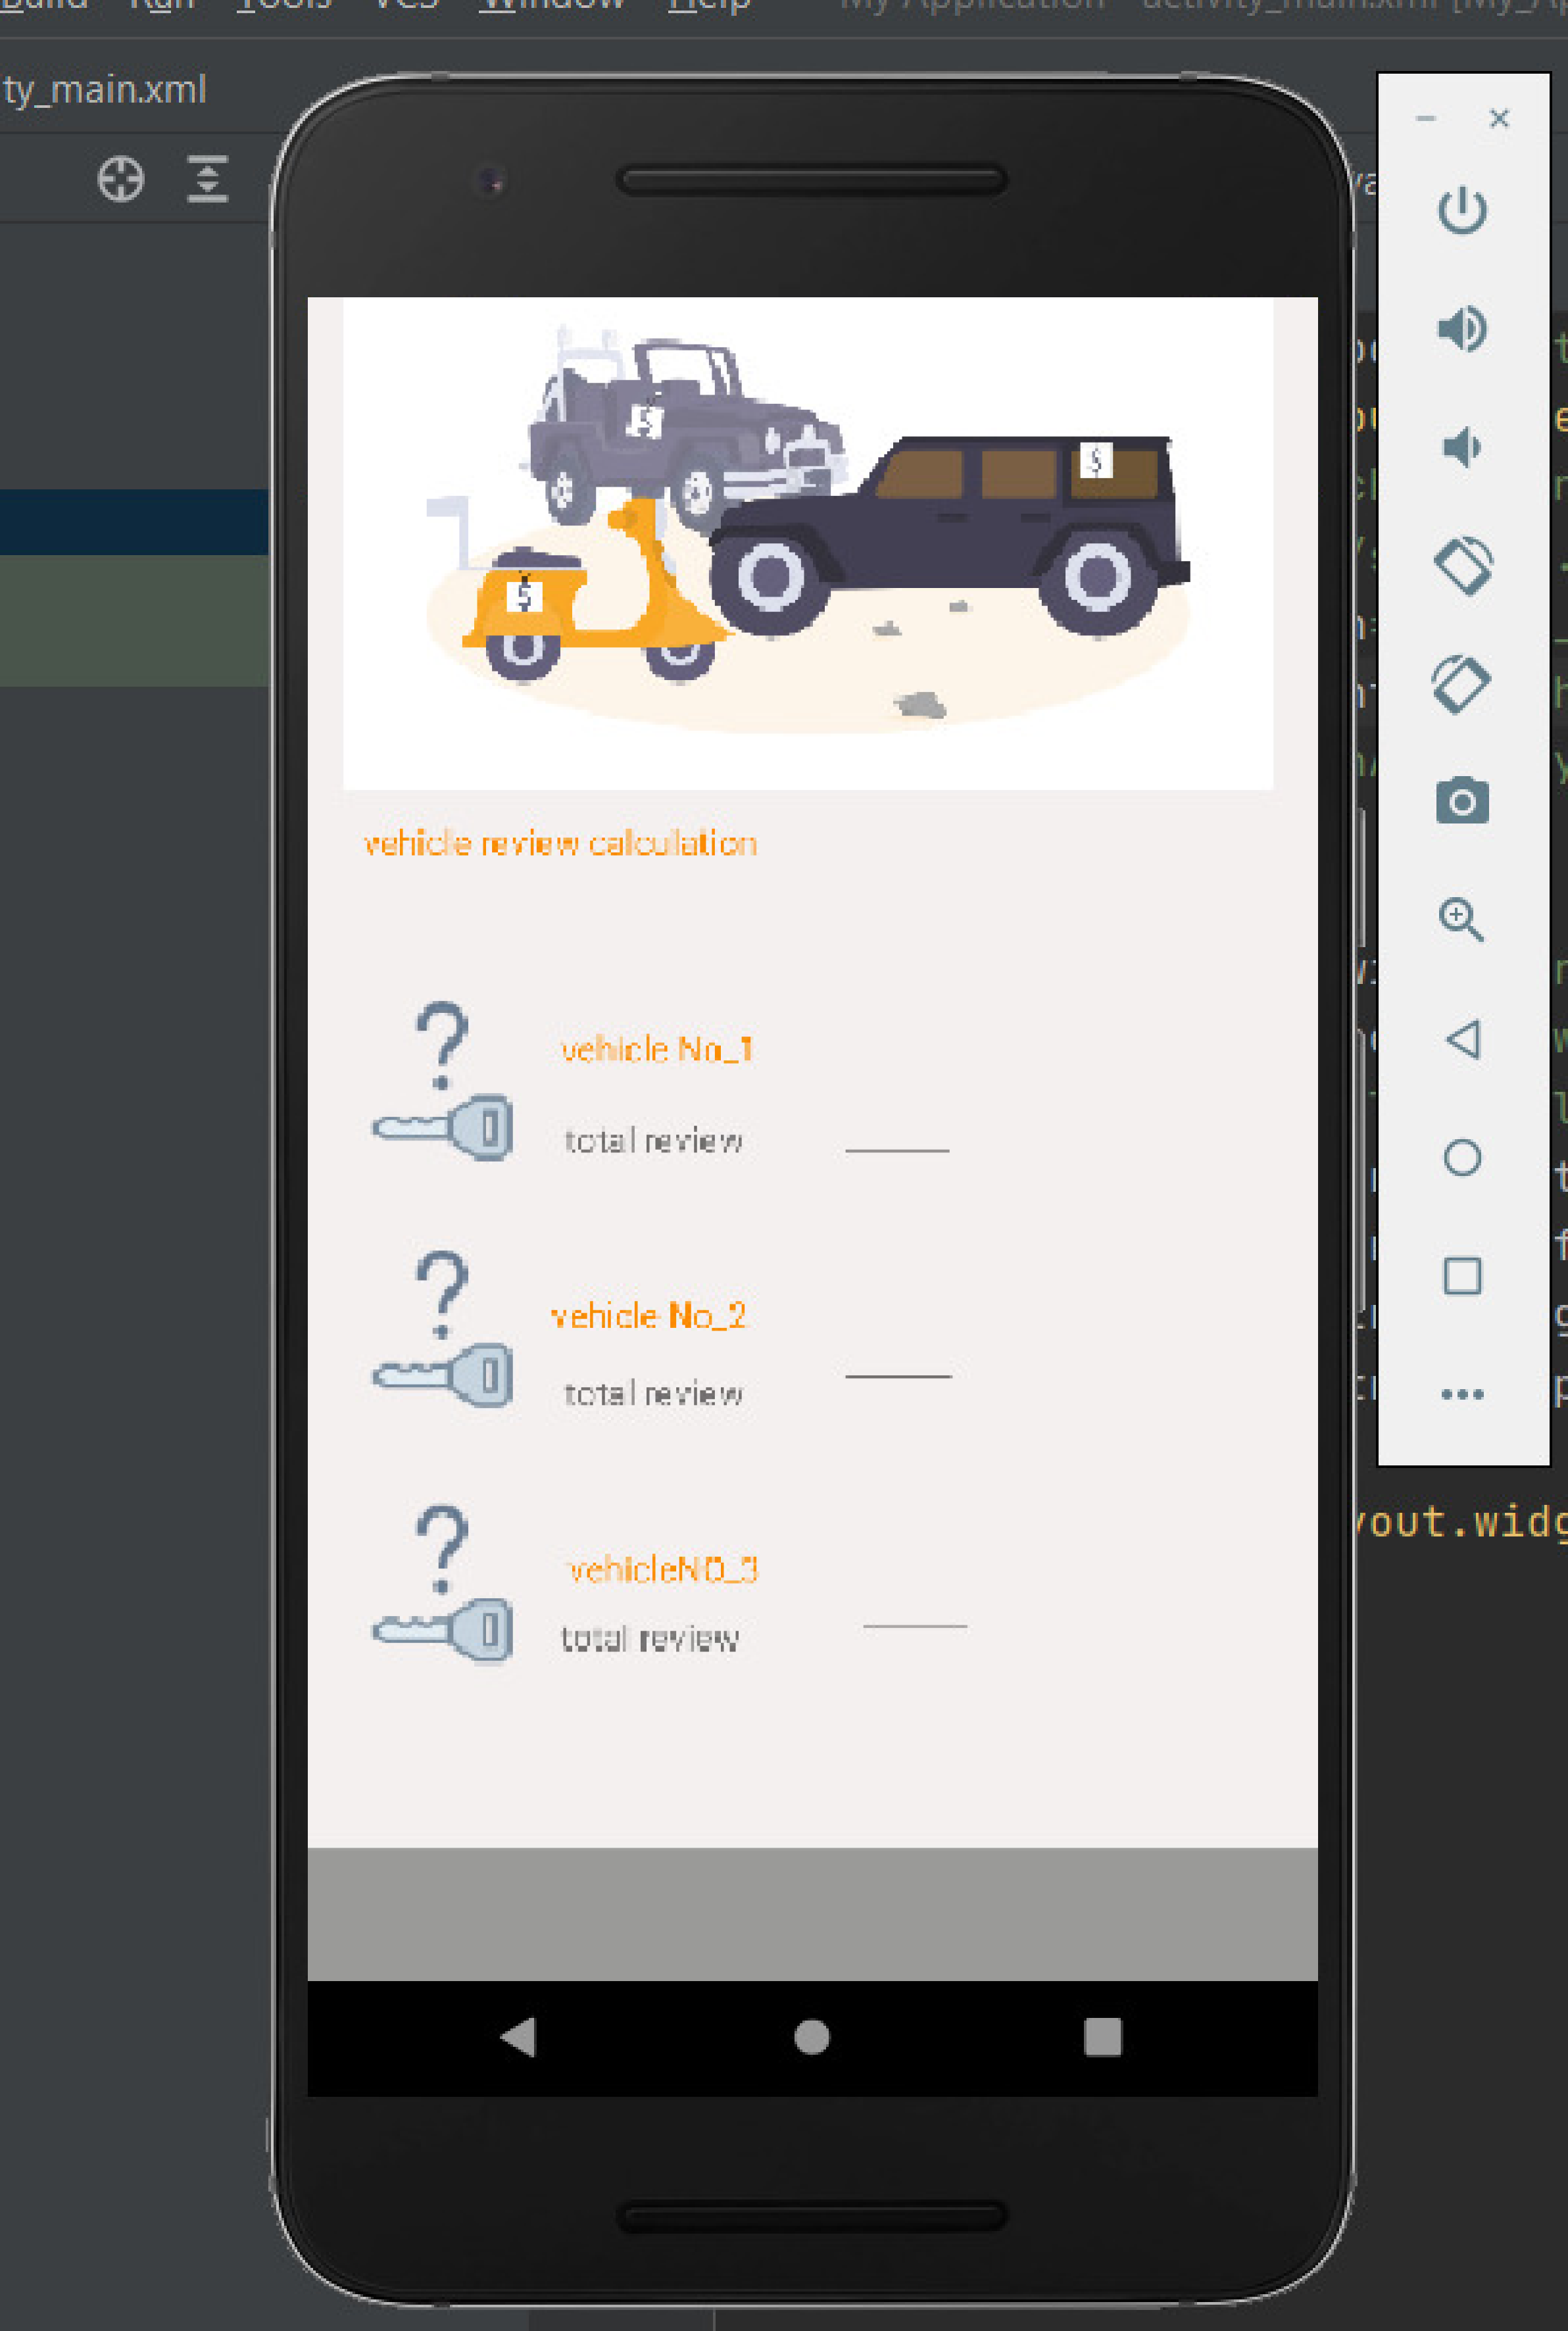 Build Run Tools VCS Window Help My Application - activity_main.xml [My_Ap
ty_main.xml
$
$
$
vehicle review calculation
vehicle No_1
total review
vehicle No_2
total review
vehicleNO_3
total review
yout.widg